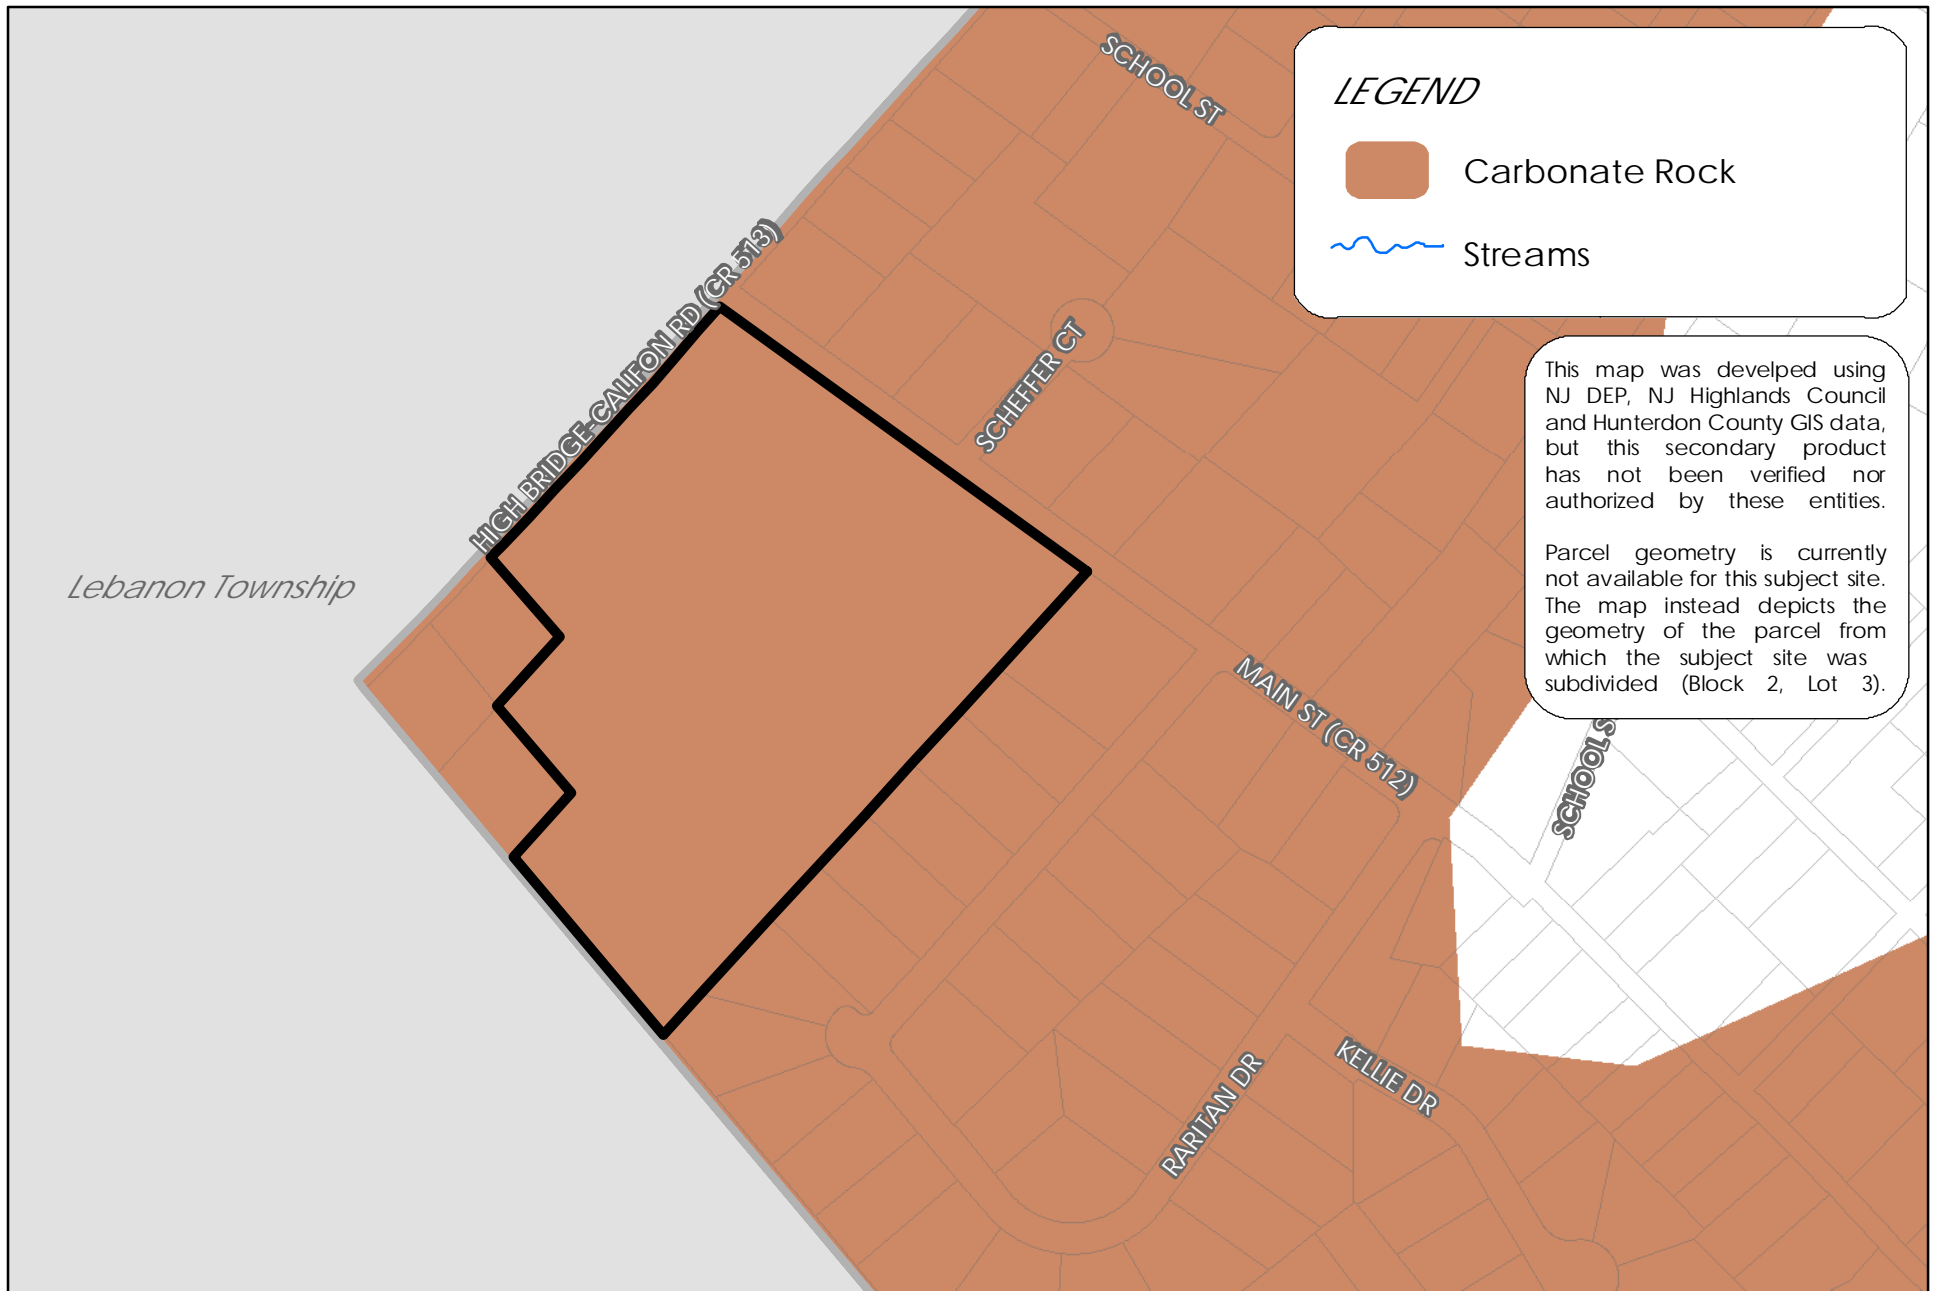 SCHOOL ST
LEGEND
Carbonate Rock
Streams
HIGH BRIDGE-CALIFON RD (CR 513)
SCHEFFER CT
This map was develped using
NJ DEP, NJ Highlands Council
and Hunterdon County GIS data,
but this secondary product
has not been verified nor
authorized by these entities.
Parcel geometry is currently
not available for this subject site.
The map instead depicts the
geometry of the parcel from
which the subject site was
subdivided (Block 2, Lot 3).
Lebanon Township
MAIN ST (CR 512)
SCHOOL S
RARITAN DR
KELLIE DR